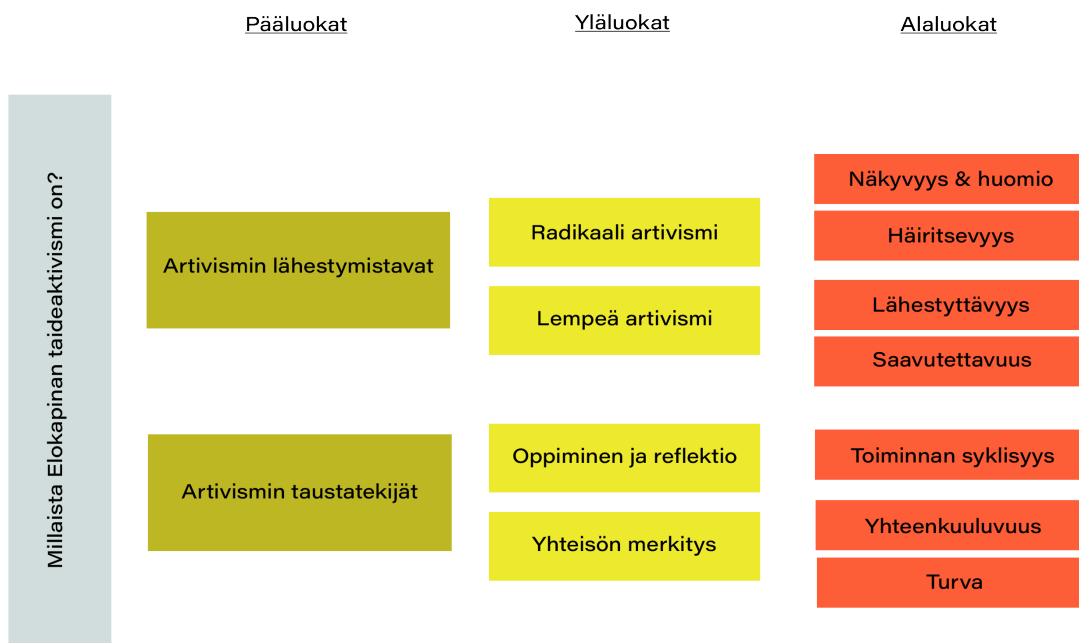 Pääluokat
Yläluokat
Alaluokat
Millaista Elokapinan taideaktivismi on?
Artivismin lähestymistavat
Radikaali artivismi
Lempeä artivismi
Näkyvyys & huomio
Häiritsevyys
Lähestyttävyys
Saavutettavuus
Artivismin taustatekijät
Oppiminen ja reflektio
Yhteisön merkitys
Toiminnan syklisyys
Yhteenkuuluvuus
Turva